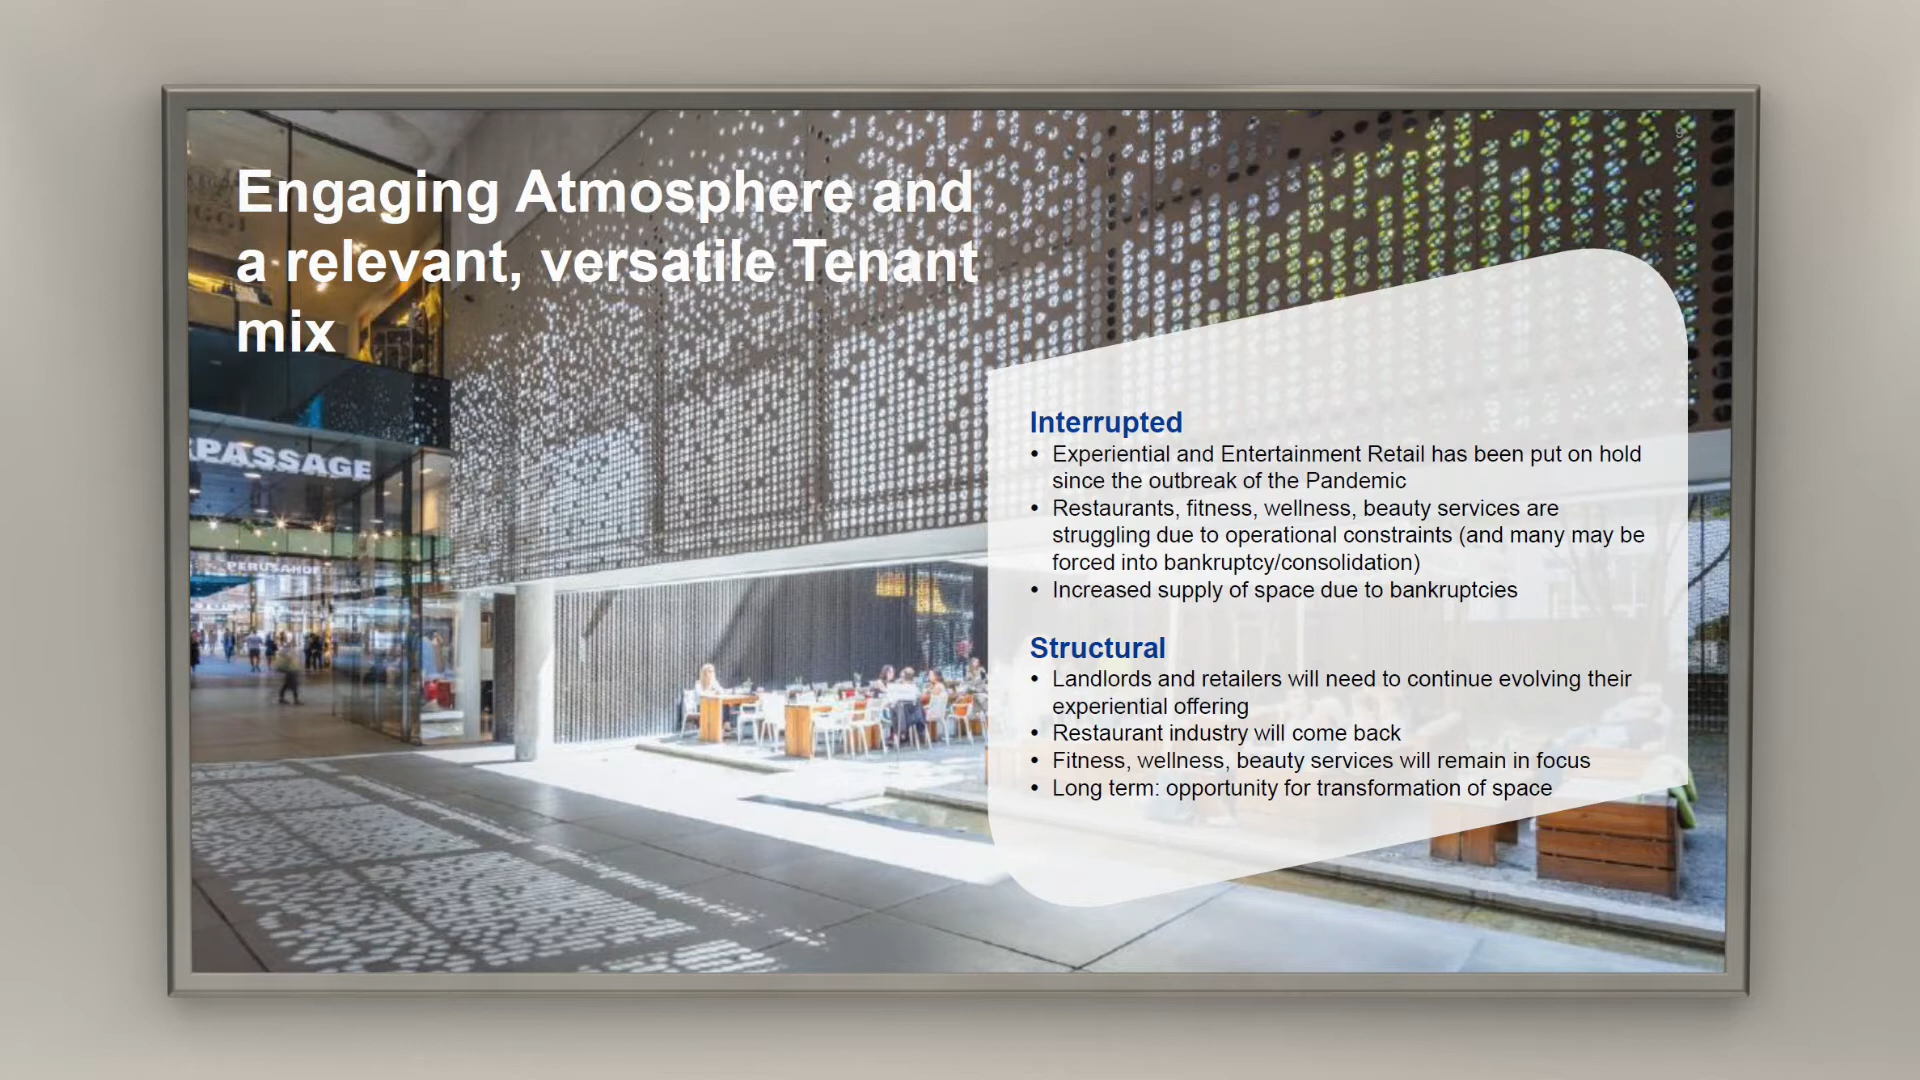 Engaging Atmosphere and
a relevant, versatile Tenant
mix
PASSAGE
PERUSAHOF
Interrupted
• Experiential and Entertainment Retail has been put on hold
since the outbreak of the Pandemic
• Restaurants, fitness, wellness, beauty services are
struggling due to operational constraints (and many may be
forced into bankruptcy/consolidation)
• Increased supply of space due to bankruptcies
Structural
• Landlords and retailers will need to continue evolving their
experiential offering
• Restaurant industry will come back
• Fitness, wellness, beauty services will remain in focus
• Long term: opportunity for transformation of space